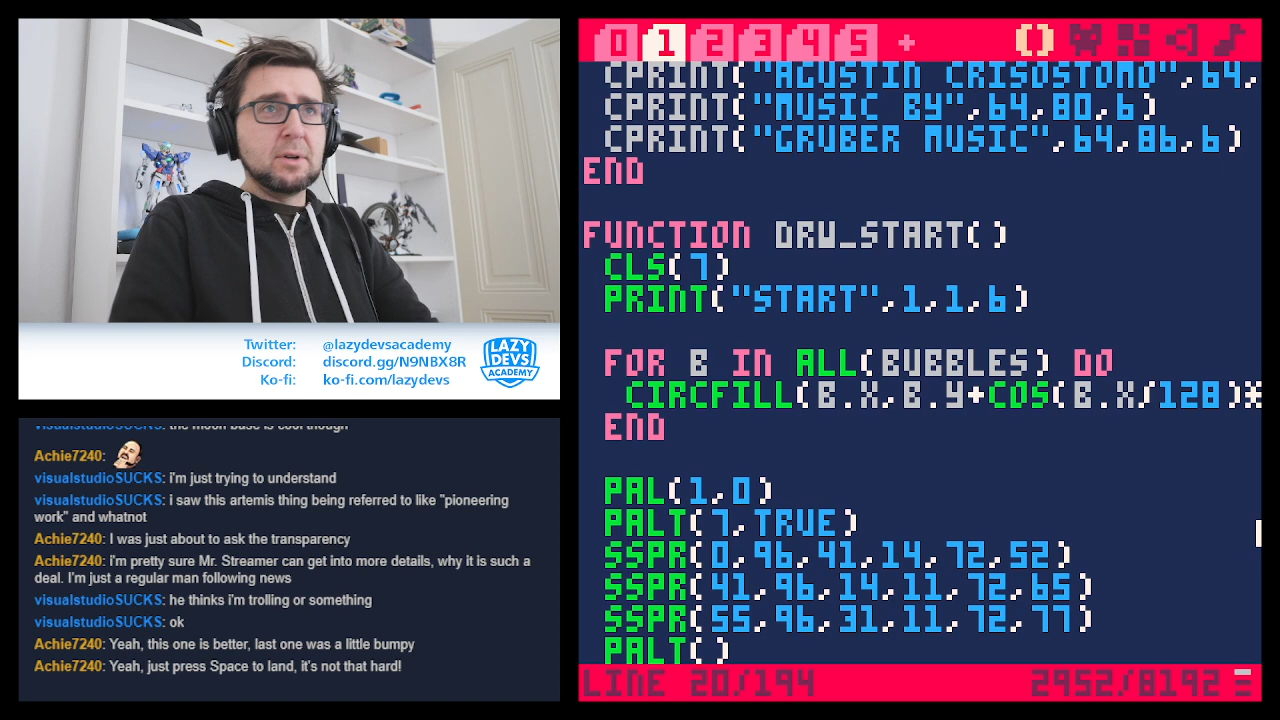 Twitter: @lazydevsacademy
Discord: discord.gg/N9NBX8R
Ko-fi: ko-fi.com/lazydevs
LAZY
DEVS
ACADEMY
visualstudioSUCKS: the moon base is cool though
Achie7240:
visualstudioSUCKS: i'm just trying to understand
visualstudioSUCKS: i saw this artemis thing being referred to like "pioneering
work" and whatnot
Achie7240: I was just about to ask the transparency
Achie7240: i'm pretty sure Mr. Streamer can get into more details, why it is such a
deal. I'm just a regular man following news
visualstudioSUCKS: he thinks i'm trolling or something
visualstudioSUCKS: ok
Achie7240: Yeah, this one is better, last one was a little bumpy
Achie7240: Yeah, just press Space to land, it's not that hard!
0 1 2 3 4 5 +
CPRINT("AGUSTIN CRISOSTOMO",64,
CPRINT("MUSIC BY",64,80,6)
CPRINT("GRUBER MUSIC",64,86,6)
END
FUNCTION DRW_START()
CLS(7)
PRINT("START",1,1,6)
FOR B IN ALL(BUBBLES) DO
CIRCFILL(B.X,B.Y+COS(B.X/128)*
END
PAL(1,0)
PALT(7,TRUE)
SSPR(0,96,41,14,72,52)
SSPR(41,96,14,11,72,65)
SSPR(55,96,31,11,72,77)
PALT()
LINE 20/194 2952/8192